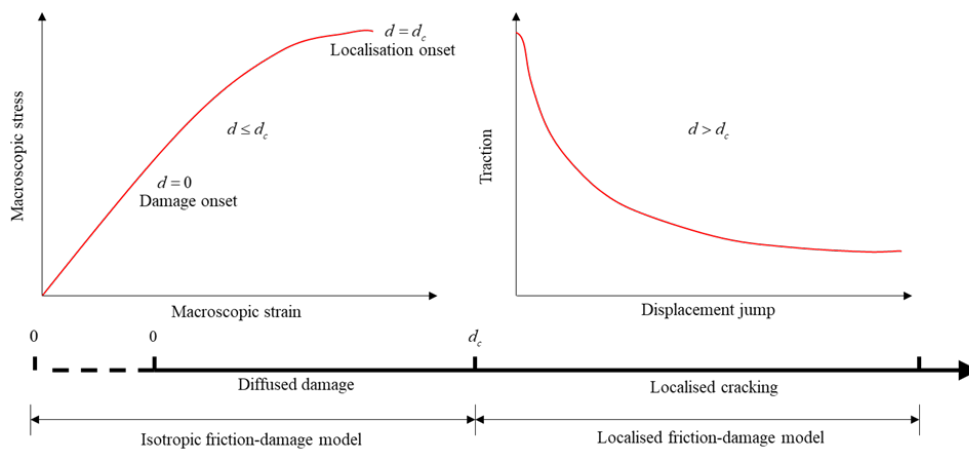 Macroscopic stress
d = d_c
Localisation onset
d ≤ d_c
d = 0
Damage onset
Macroscopic strain
Traction
d > d_c
Displacement jump
0
0
d_c
Diffused damage
Localised cracking
Isotropic friction-damage model
Localised friction-damage model